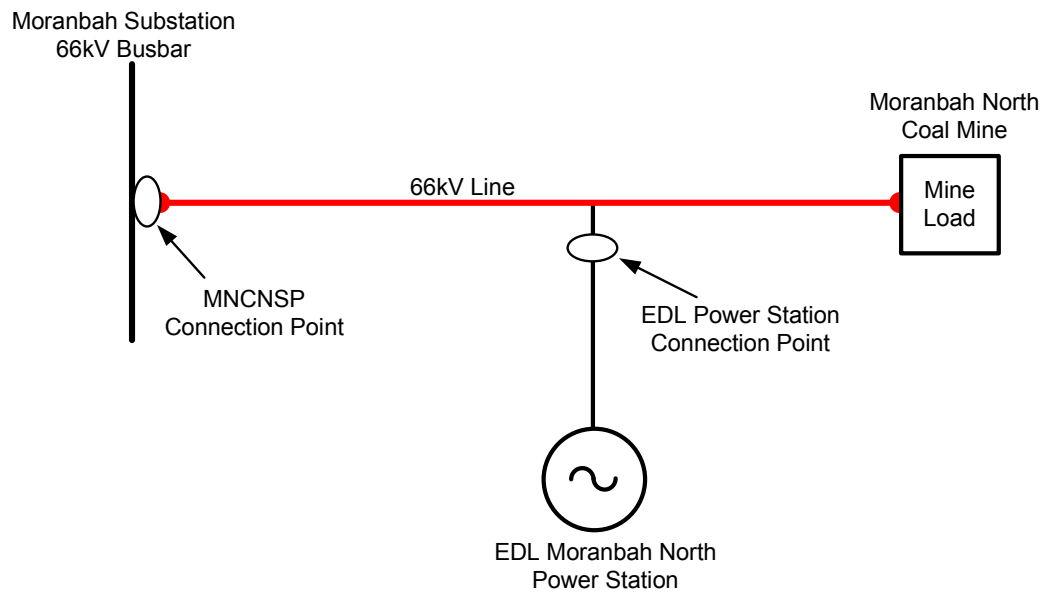 Moranbah Substation
66kV Busbar
Moranbah North
Coal Mine
66kV Line
Mine
Load
MNCNSP
Connection Point
EDL Power Station
Connection Point
EDL Moranbah North
Power Station